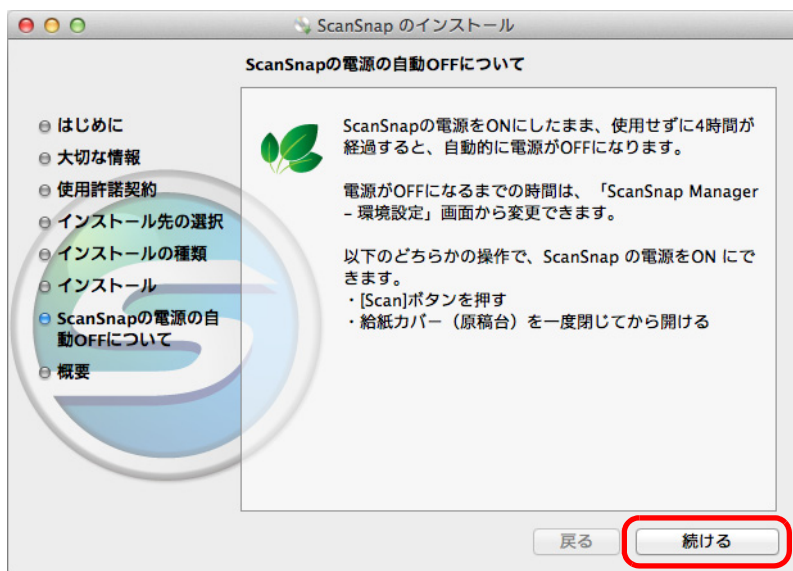 ScanSnap のインストール
ScanSnapの電源の自動OFFについて
はじめに
大切な情報
使用許諾契約
インストール先の選択
インストールの種類
インストール
ScanSnapの電源の自
動OFFについて
概要
ScanSnapの電源をONにしたまま、使用せずに4時間が
経過すると、自動的に電源がOFFになります。
電源がOFFになるまでの時間は、「ScanSnap Manager
– 環境設定」画面から変更できます。
以下のどちらかの操作で、ScanSnap の電源をON にで
きます。
・[Scan]ボタンを押す
・給紙カバー（原稿台）を一度閉じてから開ける
戻る
続ける